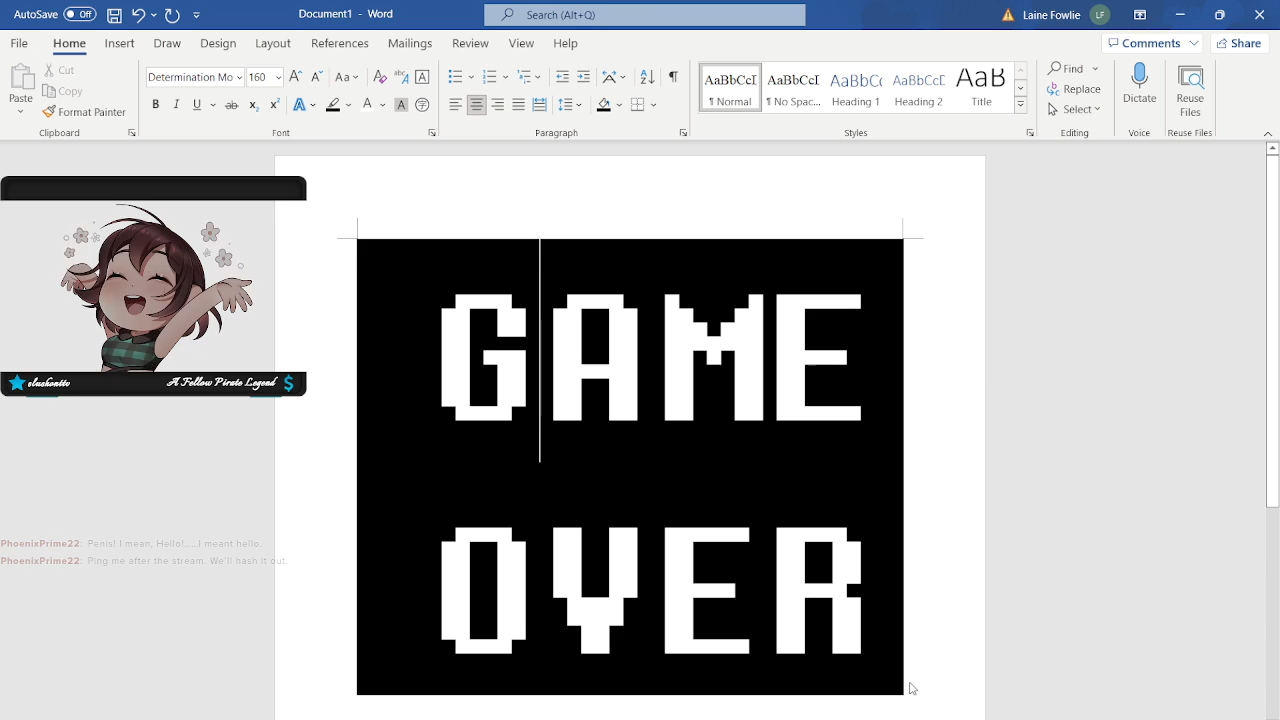 AutoSave Off Document1 - Word Search (Alt+Q) Laine Fowlie LF
File Home Insert Draw Design Layout References Mailings Review View Help Comments Share
Paste
Cut
Copy
Format Painter
Clipboard
Determination Mo 160
Font
Paragraph
AaBbCcI AaBbCcI AaBbC( AaBbCcD AaB
¶ Normal ¶ No Spac... Heading 1 Heading 2 Title
Styles
Find
Replace
Select
Editing
Dictate
Voice
Reuse
Files
Reuse Files
slushontv A Fellow Pirate Legend $
GAME
OVER
PhoenixPrime22: Penis! I mean, Hello!.....I meant hello.
PhoenixPrime22: Ping me after the stream. We'll hash it out.